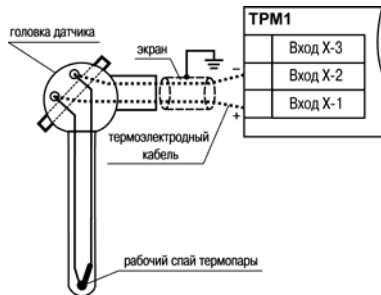 ТРМ1
головка датчика
экран
Вход X-3
–
Вход X-2
Вход X-1
+
термоэлектродный
кабель
рабочий спай термопары